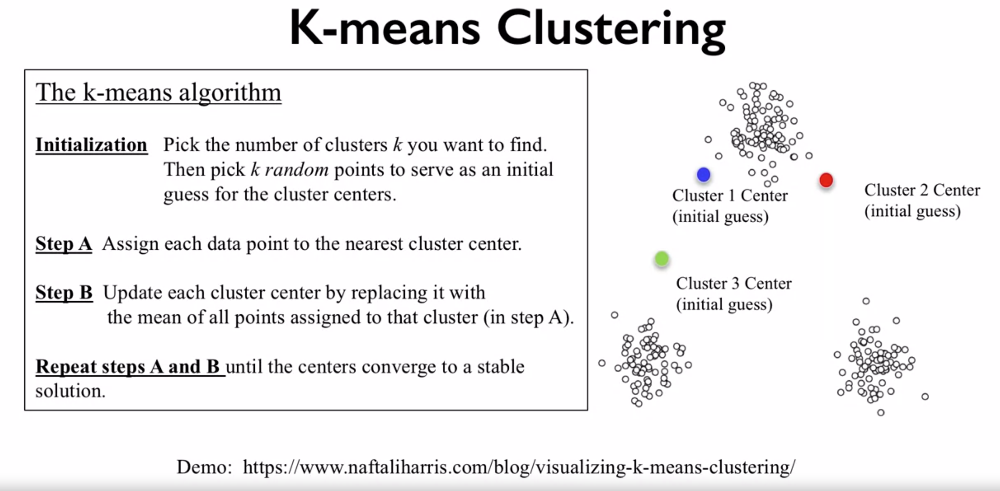 K-means Clustering
The k-means algorithm
Initialization Pick the number of clusters k you want to find.
Then pick k random points to serve as an initial
guess for the cluster centers.
Step A Assign each data point to the nearest cluster center.
Step B Update each cluster center by replacing it with
the mean of all points assigned to that cluster (in step A).
Repeat steps A and B until the centers converge to a stable
solution.
Cluster 1 Center
(initial guess)
Cluster 2 Center
(initial guess)
Cluster 3 Center
(initial guess)
Demo: https://www.naftaliharris.com/blog/visualizing-k-means-clustering/